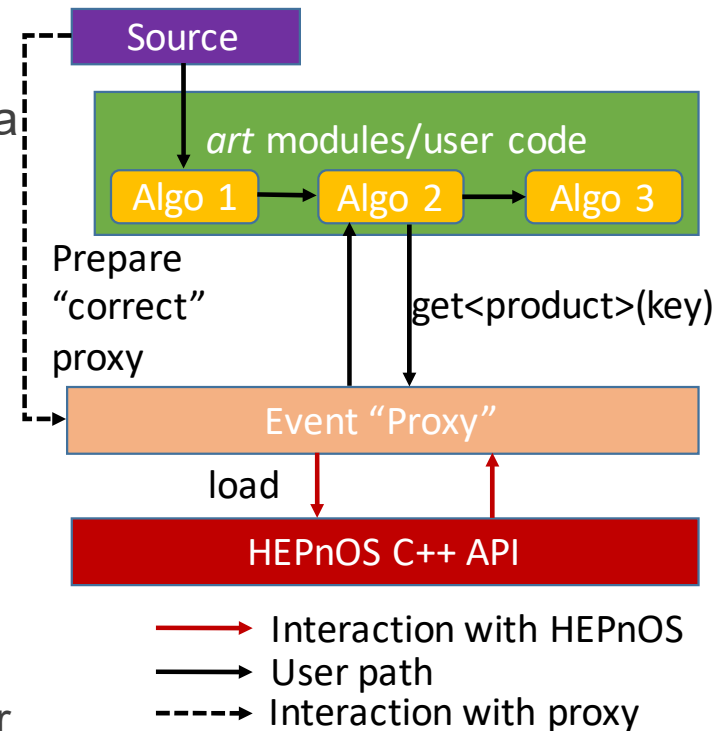 Source
a
art modules/user code
Algo 1
Algo 2
Algo 3
Prepare
“correct”
proxy
get<product>(key)
Event “Proxy”
load
HEPnOS C++ API
Interaction with HEPnOS
User path
r
Interaction with proxy